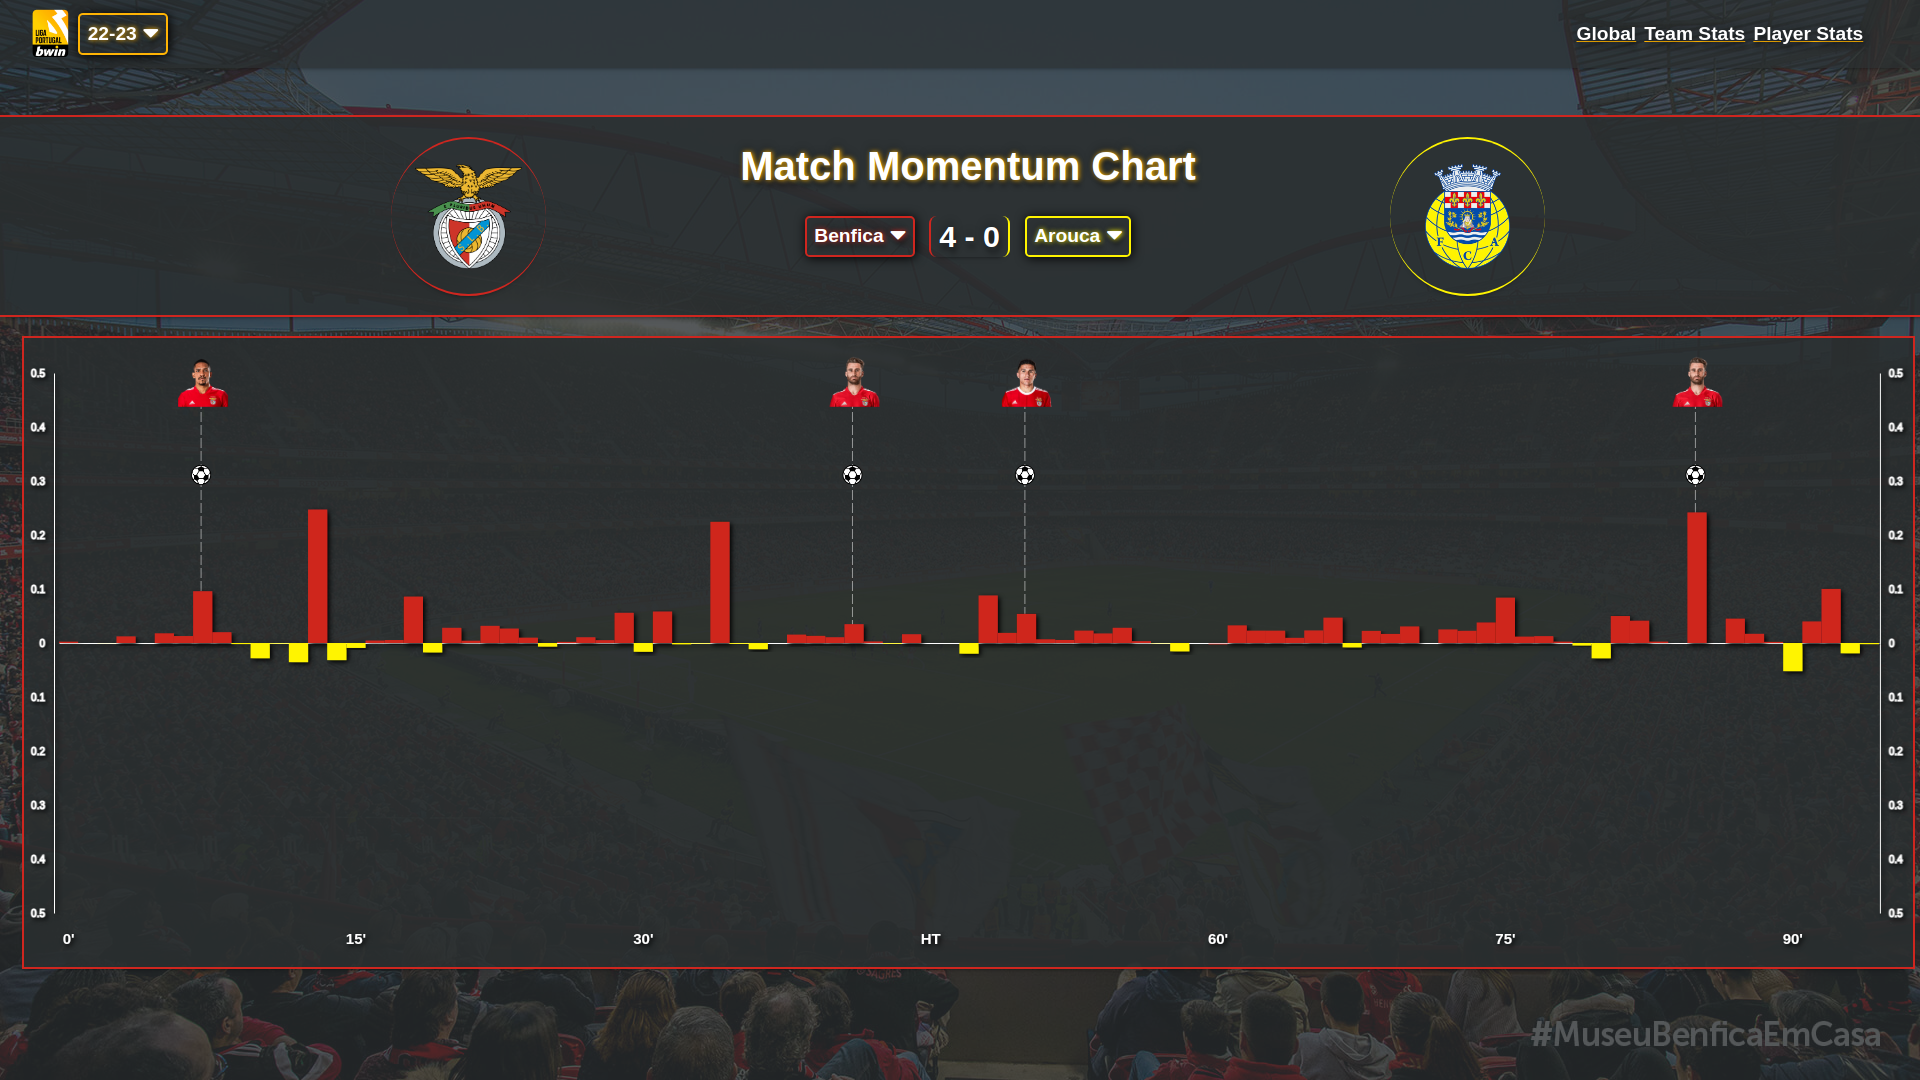 LIGA
PORTUGAL
bwin
22-23
Global Team Stats Player Stats
Match Momentum Chart
Benfica 4 - 0 Arouca
F A
C
0.5 0.5
0.4 0.4
0.3 0.3
0.2 0.2
0.1 0.1
0 0
0.1 0.1
0.2 0.2
0.3 0.3
0.4 0.4
0.5 0.5
0' 15' 30' HT 60' 75' 90'
#MuseuBenficaEmCasa